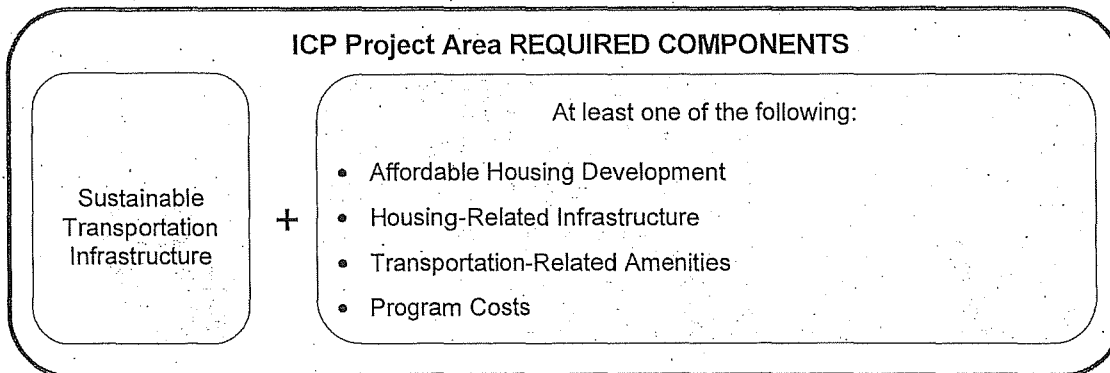 ICP Project Area REQUIRED COMPONENTS
Sustainable
Transportation
Infrastructure
+
At least one of the following:
• Affordable Housing Development
• Housing-Related Infrastructure
• Transportation-Related Amenities
• Program Costs